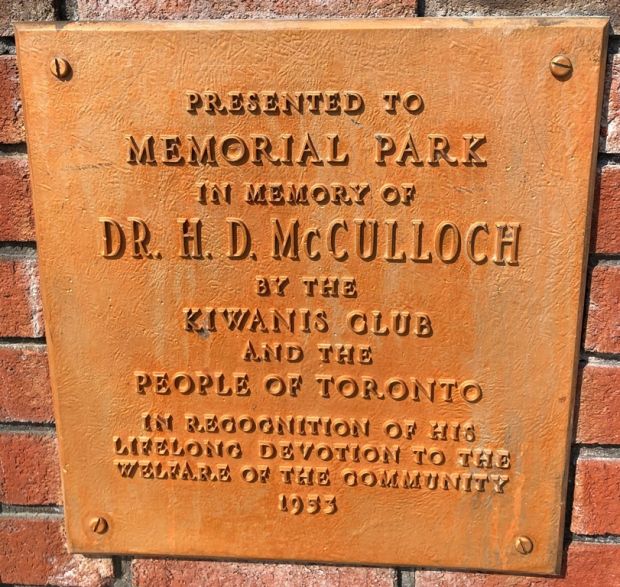 PRESENTED TO
MEMORIAL PARK
IN MEMORY OF
DR. H. D. McCULLOCH
BY THE
KIWANIS CLUB
AND THE
PEOPLE OF TORONTO
IN RECOGNITION OF HIS
LIFELONG DEVOTION TO THE
WELFARE OF THE COMMUNITY
1953